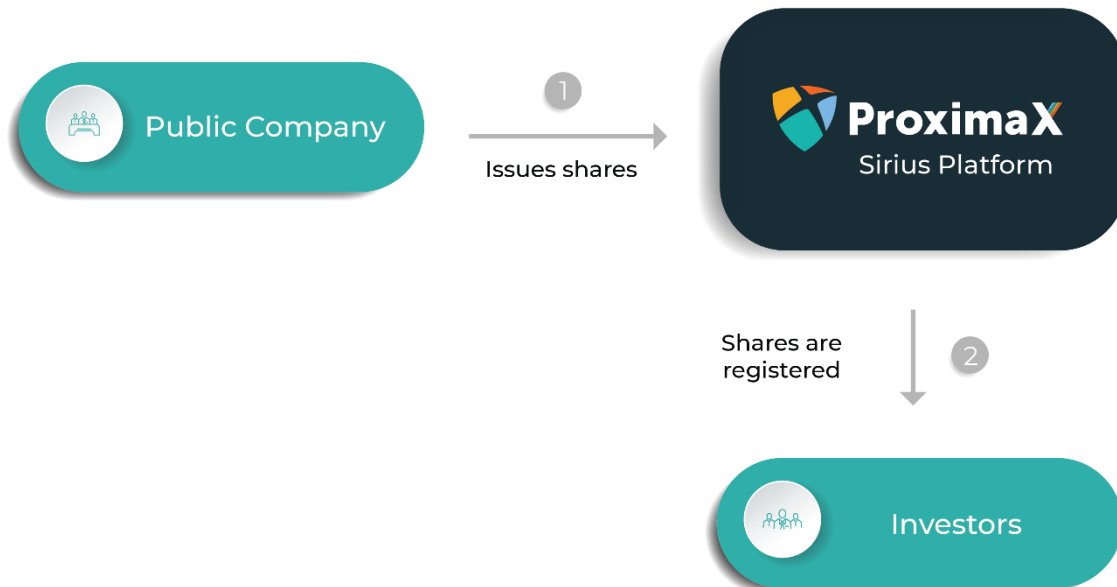 Public Company
1
Issues shares
ProximaX
Sirius Platform
Shares are
registered
2
Investors